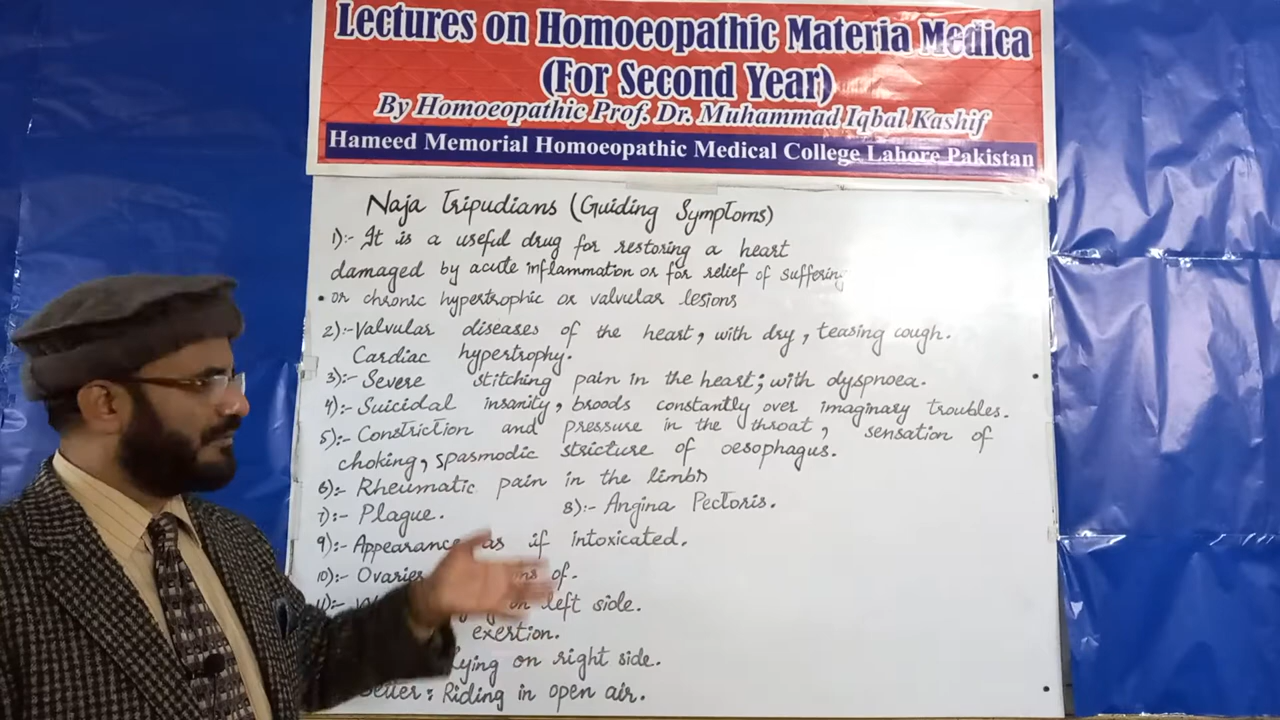 Lectures on Homoeopathic Materia Medica
(For Second Year)
By Homoeopathic Prof. Dr. Muhammad Iqbal Kashif
Hameed Memorial Homoeopathic Medical College Lahore Pakistan
Naja Tripudians (Guiding Symptoms)
1):- It is a useful drug for restoring a heart
damaged by acute inflammation or for relief of suffering
or chronic hypertrophic or valvular lesions
2):- Valvular diseases of the heart, with dry, teasing cough.
Cardiac hypertrophy.
3):- Severe stitching pain in the heart; with dyspnoea.
4):- Suicidal insanity, broods constantly over imaginary troubles.
5):- Constriction and pressure in the throat, sensation of
choking, spasmodic stricture of oesophagus.
6):- Rheumatic pain in the limbs
7):- Plague. 8):- Angina Pectoris.
9):- Appearance as if intoxicated.
10):- Ovaries of.
on left side.
exertion.
lying on right side.
Better: Riding in open air.